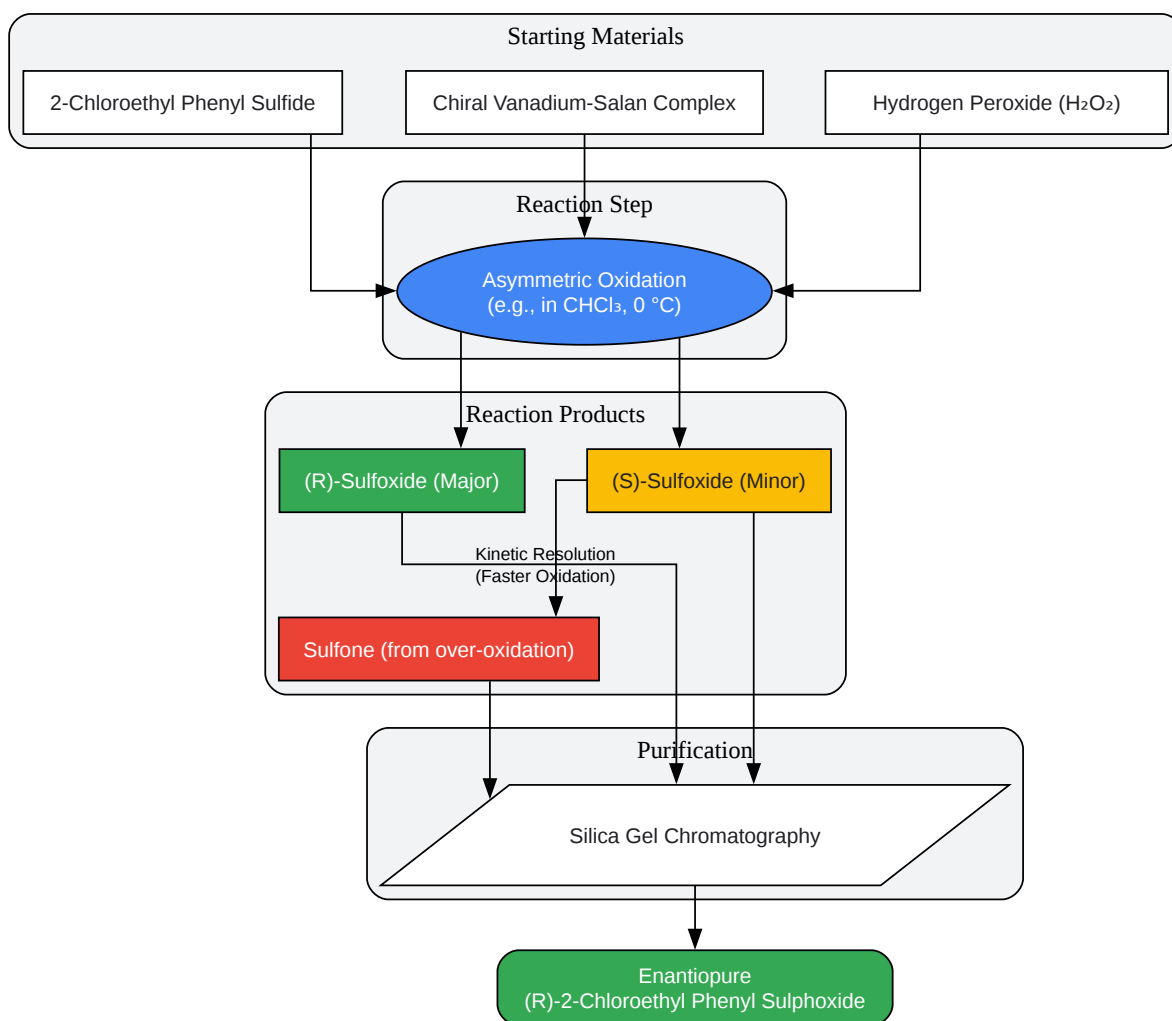 Starting Materials
2-Chloroethyl Phenyl Sulfide
Chiral Vanadium-Salan Complex
Hydrogen Peroxide (H₂O₂)
Reaction Step
Asymmetric Oxidation
(e.g., in CHCl₃, 0 °C)
Reaction Products
(R)-Sulfoxide (Major)
(S)-Sulfoxide (Minor)
Kinetic Resolution
(Faster Oxidation)
Sulfone (from over-oxidation)
Purification
Silica Gel Chromatography
Enantiopure
(R)-2-Chloroethyl Phenyl Sulphoxide